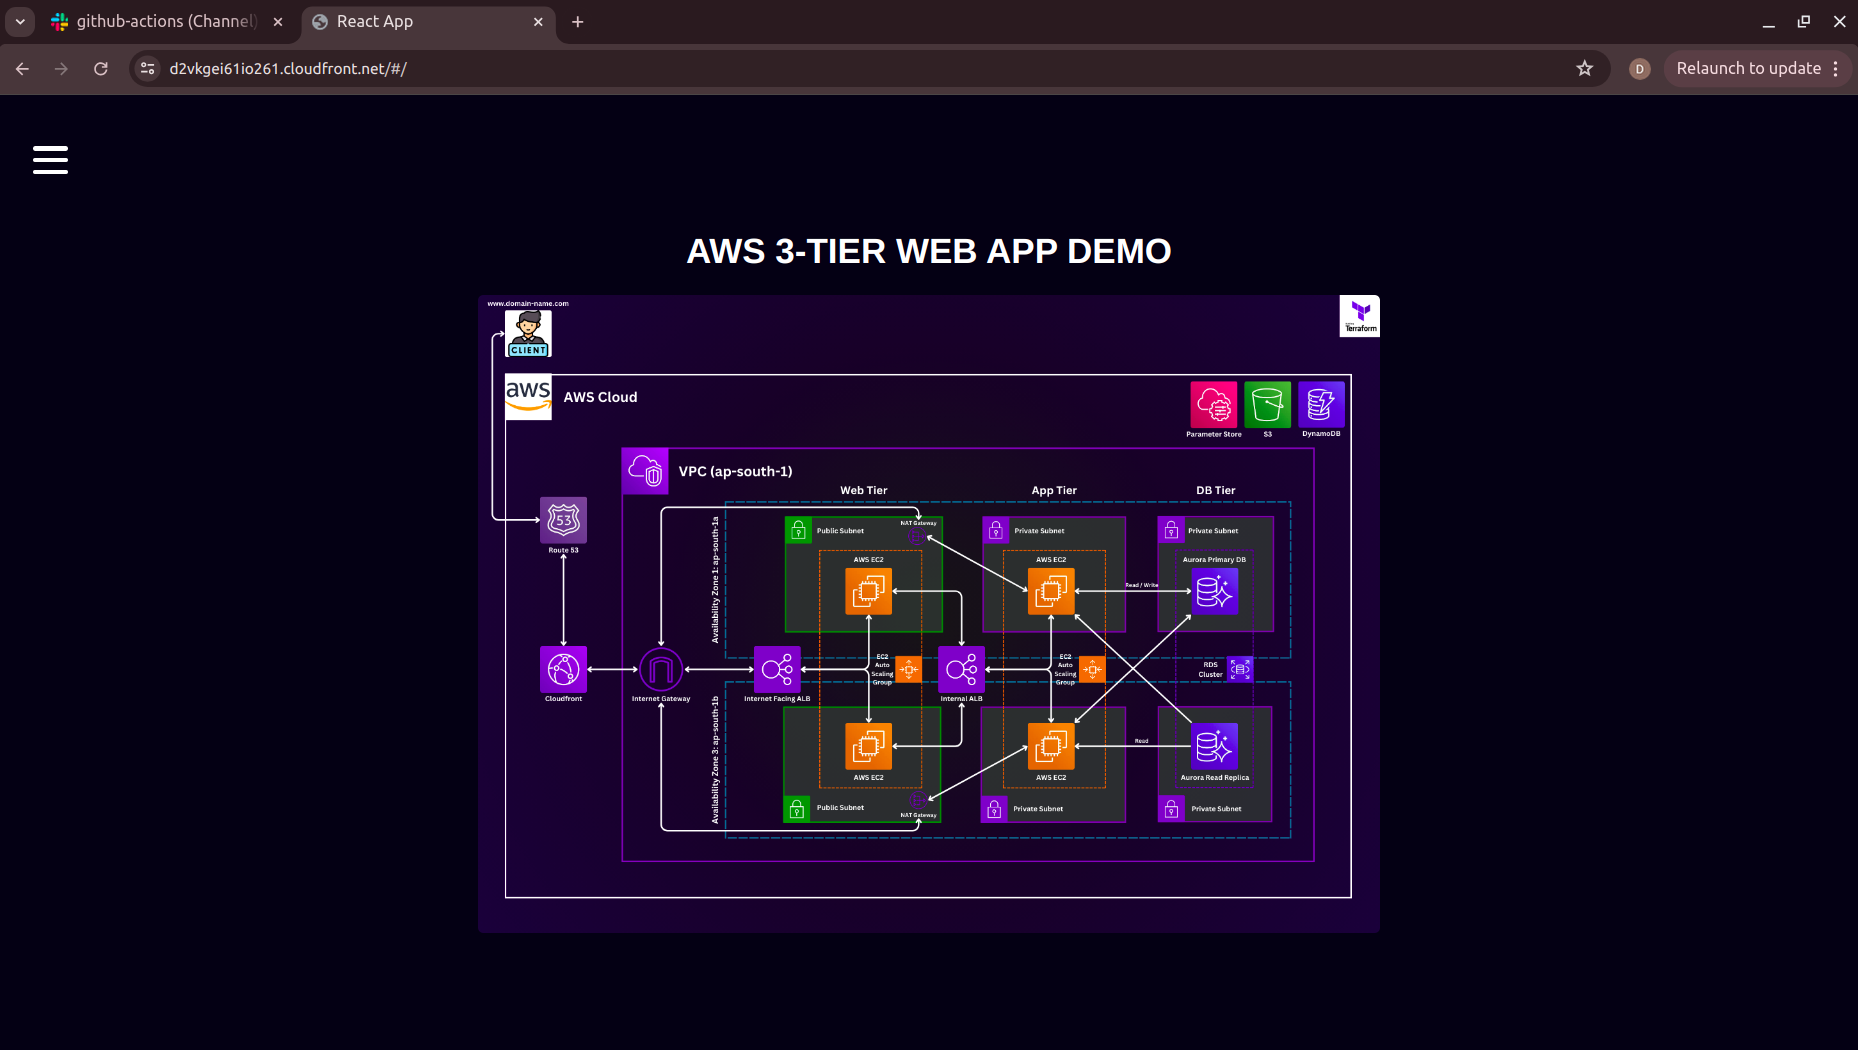 github-actions (Channel)
React App
d2vkgei61io261.cloudfront.net/#/
D
Relaunch to update
AWS 3-TIER WEB APP DEMO
www.domain-name.com
CLIENT
Terraform
aws
AWS Cloud
Parameter Store
S3
DynamoDB
VPC (ap-south-1)
Web Tier
App Tier
DB Tier
Availability Zone 1: ap-south-1a
Public Subnet
NAT Gateway
Private Subnet
Private Subnet
AWS EC2
AWS EC2
Aurora Primary DB
Read / Write
53
Route 53
EC2
Auto
Scaling
Group
EC2
Auto
Scaling
Group
RDS
Cluster
Cloudfront
Internet Gateway
Internet Facing ALB
Internal ALB
Availability Zone 3: ap-south-1b
Read
AWS EC2
AWS EC2
Aurora Read Replica
Public Subnet
NAT Gateway
Private Subnet
Private Subnet